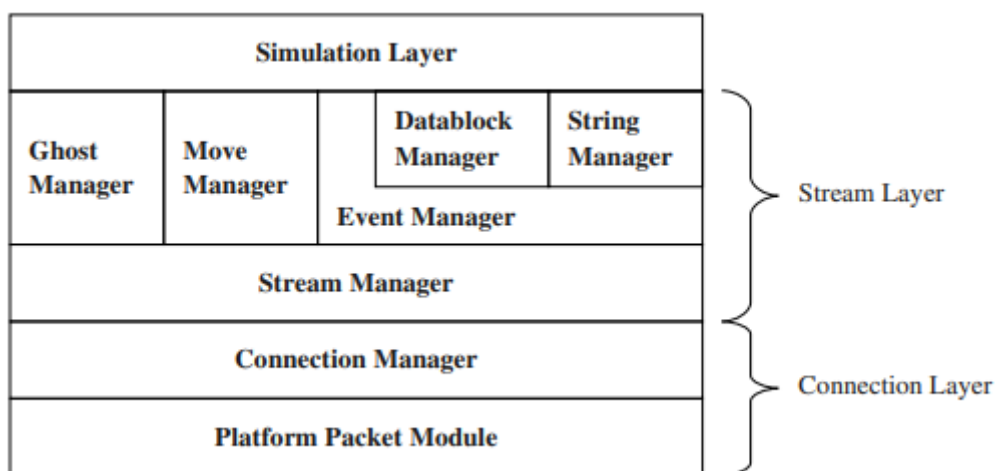 Simulation Layer
Ghost
Manager
Move
Manager
Datablock
Manager
String
Manager
Event Manager
Stream Manager
Connection Manager
Platform Packet Module
Stream Layer
Connection Layer